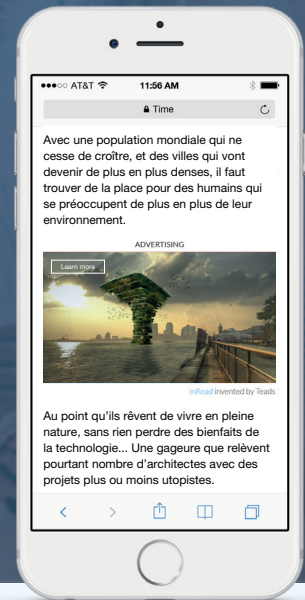 AT&T
11:56 AM
Time
Avec une population mondiale qui ne
cesse de croître, et des villes qui vont
devenir de plus en plus denses, il faut
trouver de la place pour des humains qui
se préoccupent de plus en plus de leur
environnement.
ADVERTISING
Learn more
inRead invented by Teads
Au point qu'ils rêvent de vivre en pleine
nature, sans rien perdre des bienfaits de
la technologie... Une gageure que relèvent
pourtant nombre d'architectes avec des
projets plus ou moins utopistes.